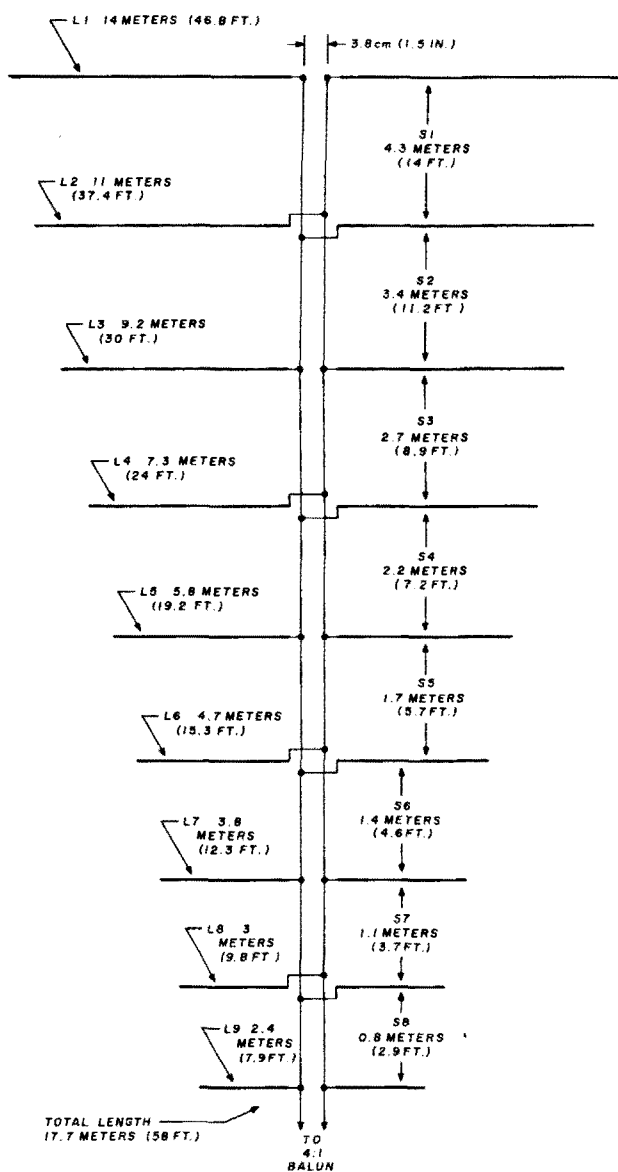 L1 14 METERS (46.8 FT.)
3.8cm (1.5 IN.)
S1
4.3 METERS
(14 FT)
L2 11 METERS
(37.4 FT.)
S2
3.4 METERS
(11.2 FT)
L3 9.2 METERS
(30 FT.)
S3
2.7 METERS
(8.9 FT.)
L4 7.3 METERS
(24 FT.)
S4
2.2 METERS
(7.2 FT.)
L5 5.8 METERS
(19.2 FT.)
S5
1.7 METERS
(5.7 FT.)
L6 4.7 METERS
(15.3 FT.)
S6
1.4 METERS
(4.6 FT.)
L7 3.8
METERS
(12.3 FT.)
S7
1.1 METERS
(3.7 FT.)
L8 3
METERS
(9.8 FT.)
S8
0.8 METERS
(2.9 FT.)
L9 2.4
METERS
(7.9 FT.)
TOTAL LENGTH
17.7 METERS (58 FT.)
TO
4:1
BALUN